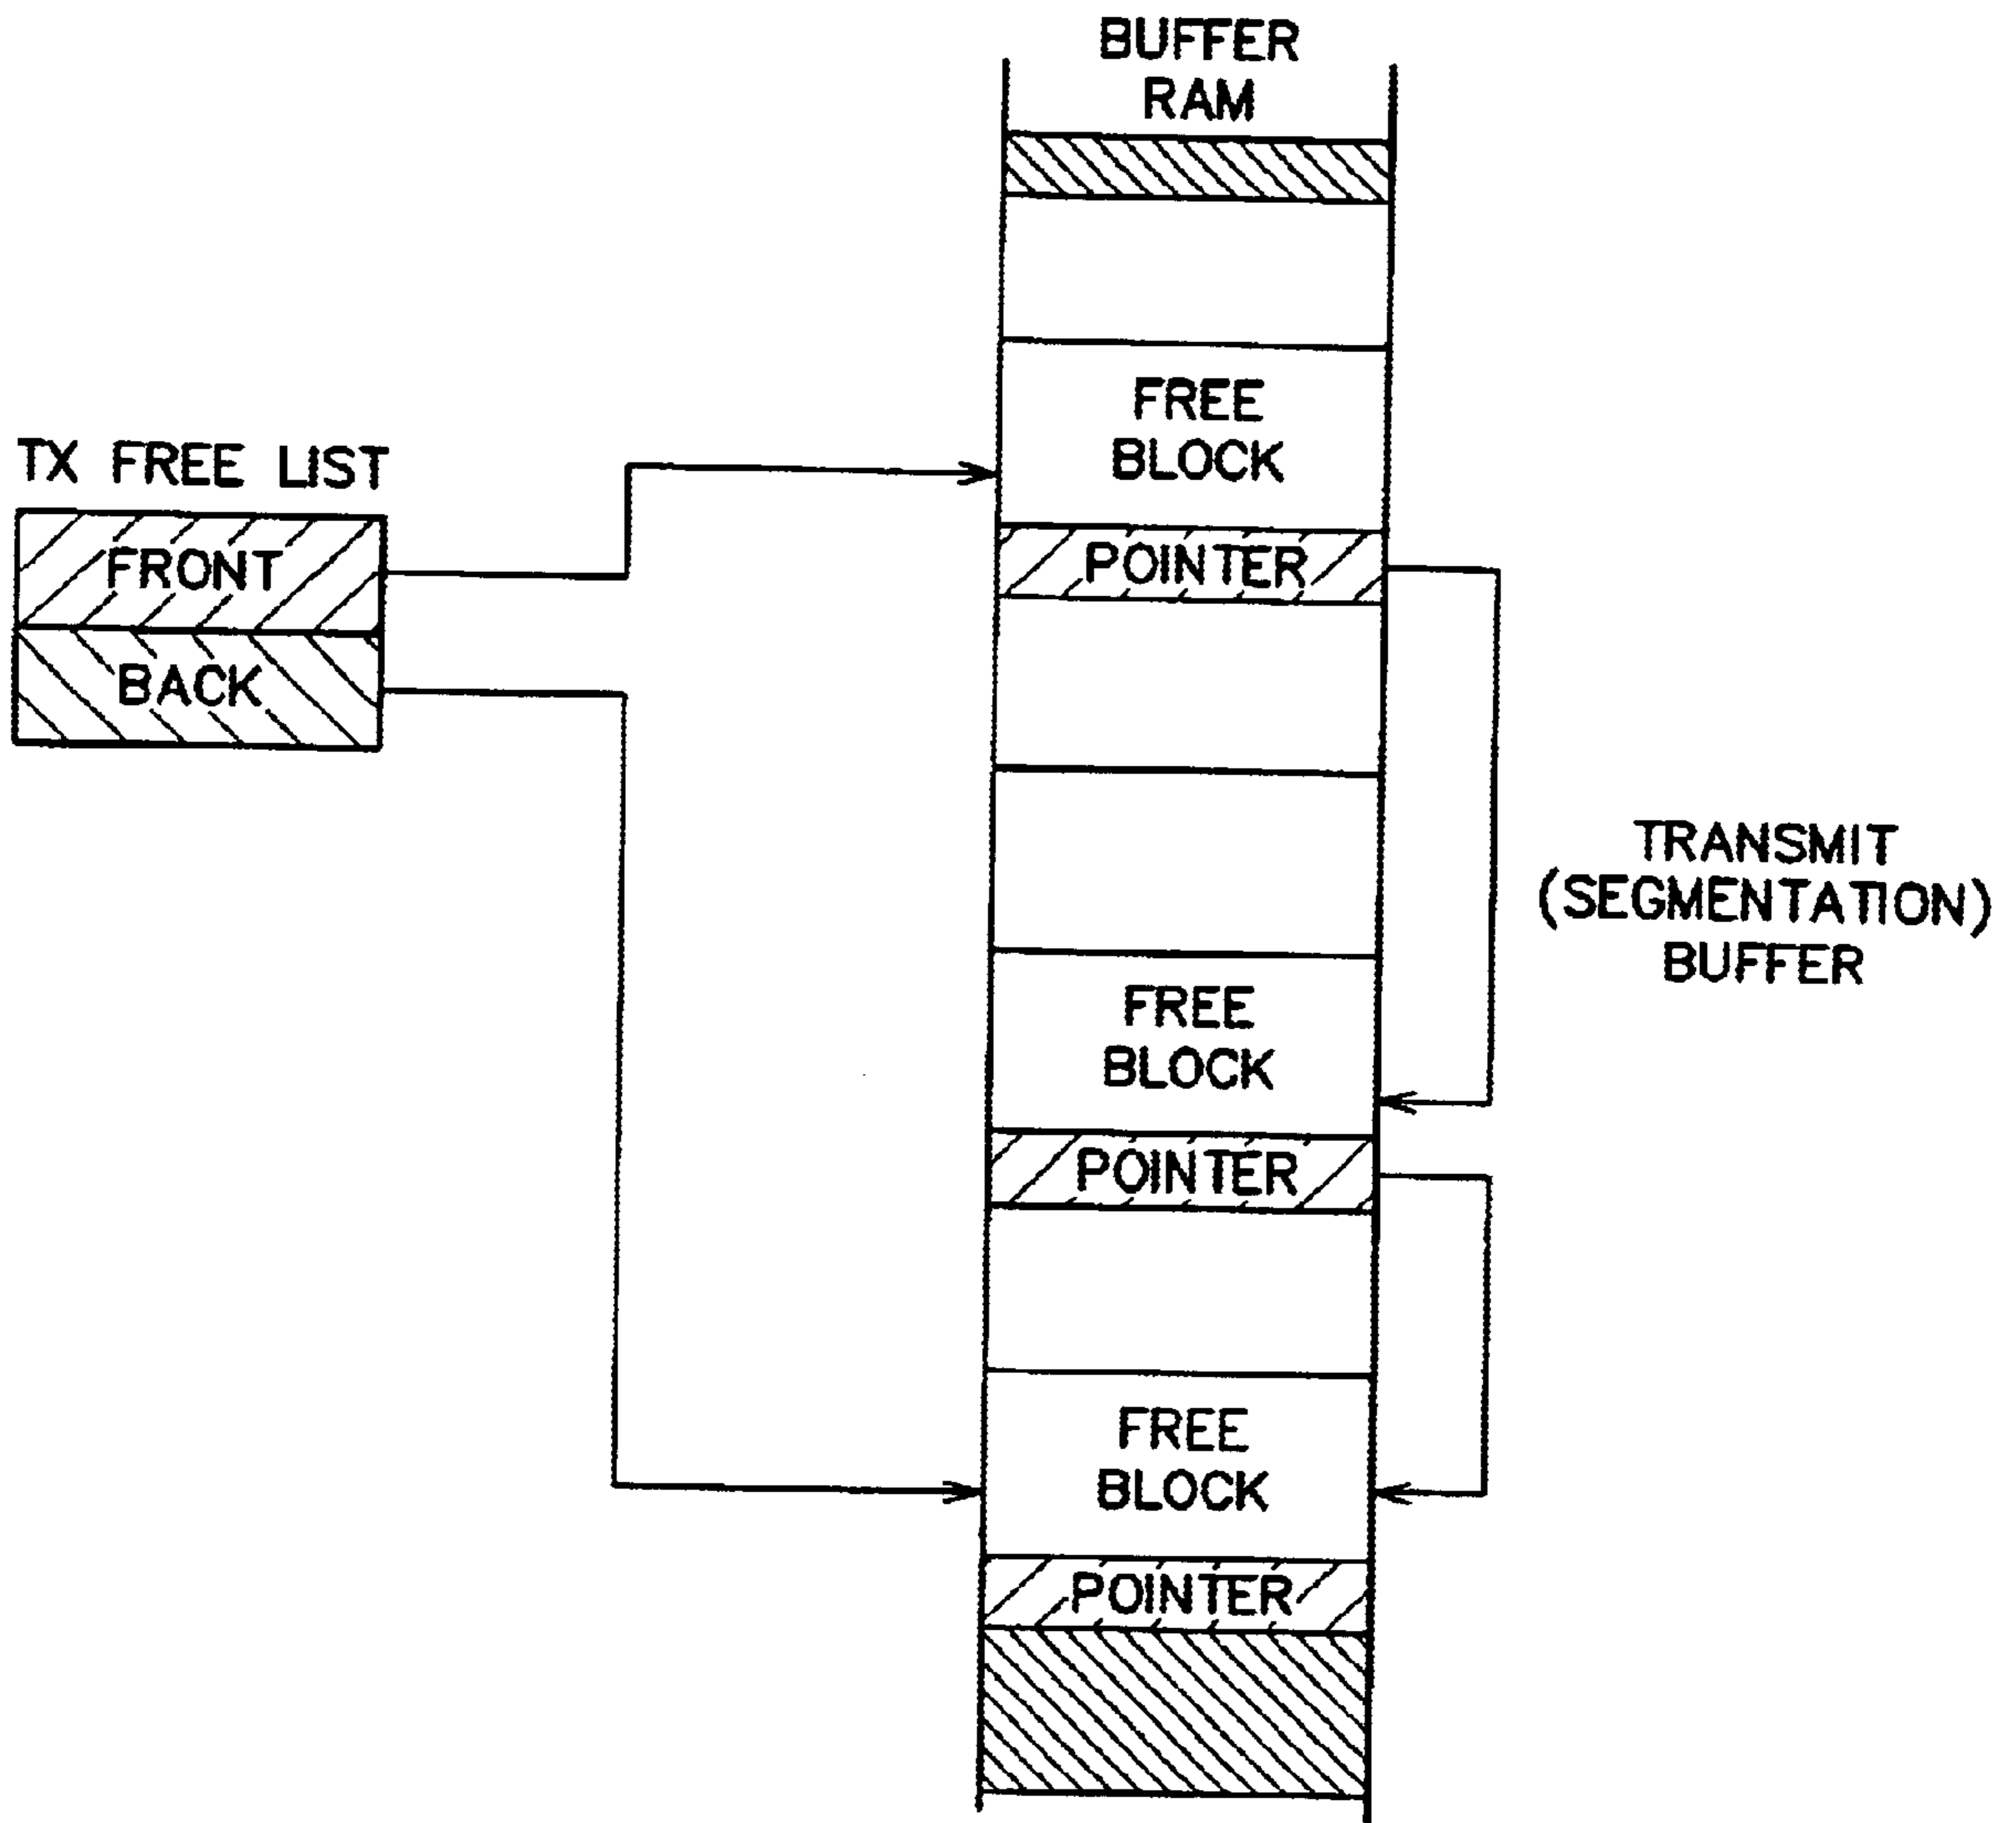 BUFFER
RAM
FREE
BLOCK
TX FREE LIST
FRONT
POINTER
BACK
TRANSMIT
(SEGMENTATION)
BUFFER
FREE
BLOCK
POINTER
FREE
BLOCK
POINTER